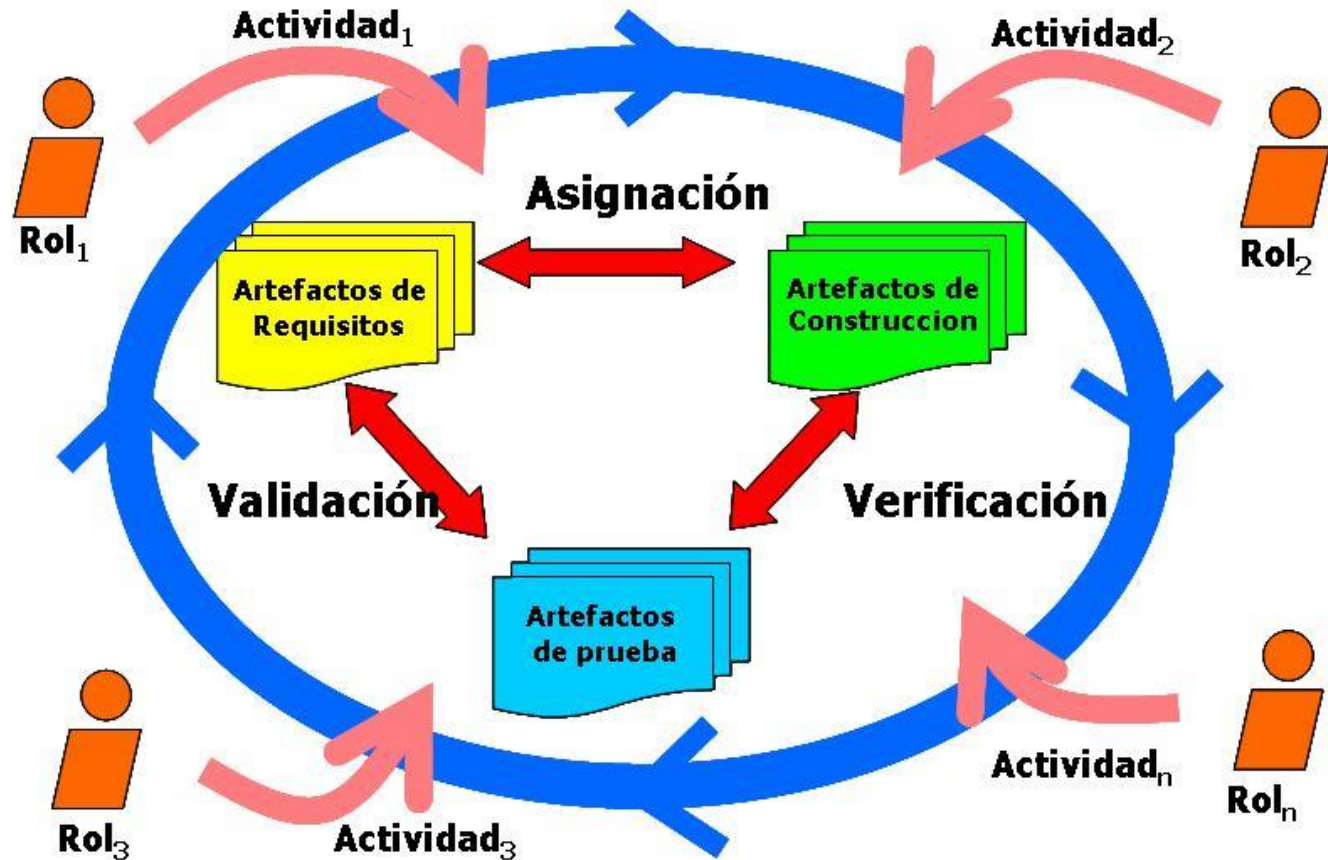 Actividad₁
Actividad₂
Rol₁
Rol₂
Asignación
Artefactos de
Requisitos
Artefactos de
Construccion
Validación
Verificación
Artefactos
de prueba
Rol₃
Actividad₃
Actividadₙ
Rolₙ